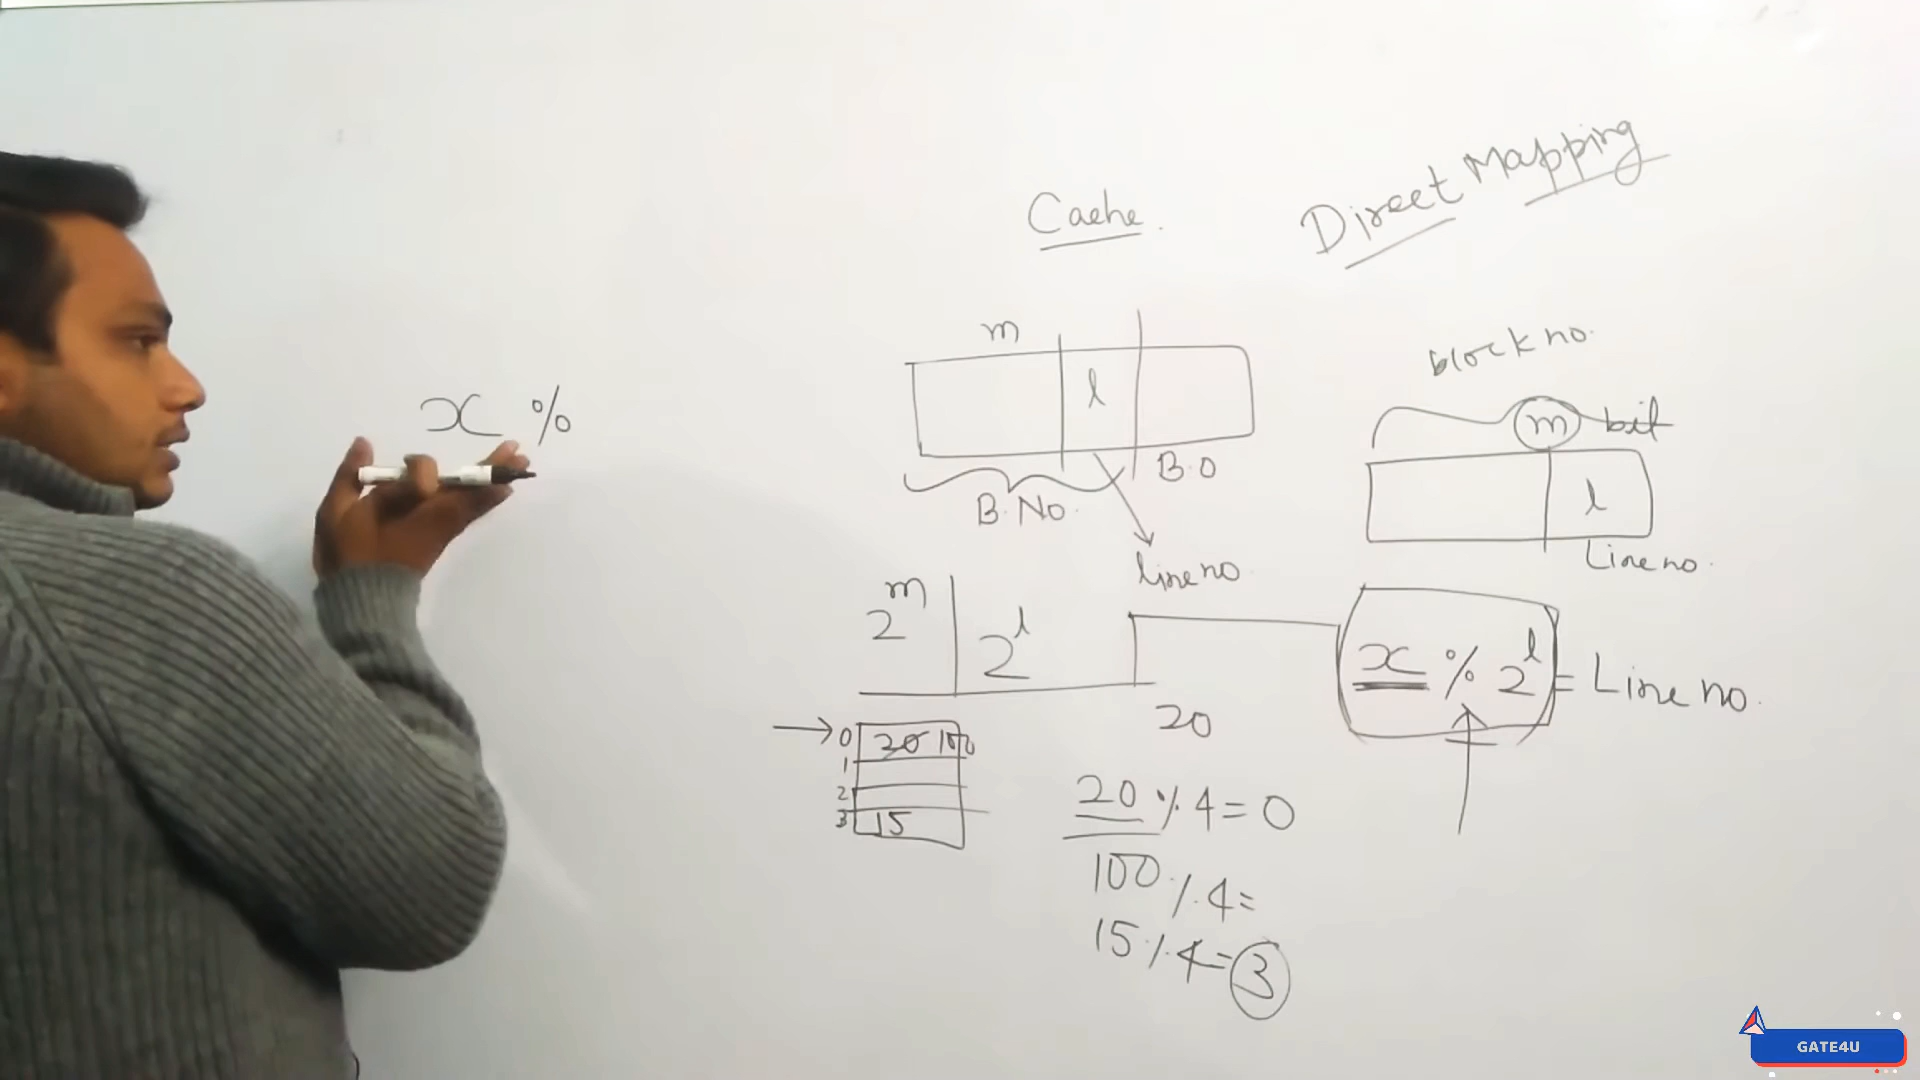 Direct Mapping
Cache.
m
block no.
x %
l
m bit
B.O
l
B. No.
line no
Line no.
2^m 2^l
x % 2^l = Line no.
20
0 20 100
1
2
3 15
20 % 4 = 0
100 % 4 =
15 % 4 = 3
GATE4U